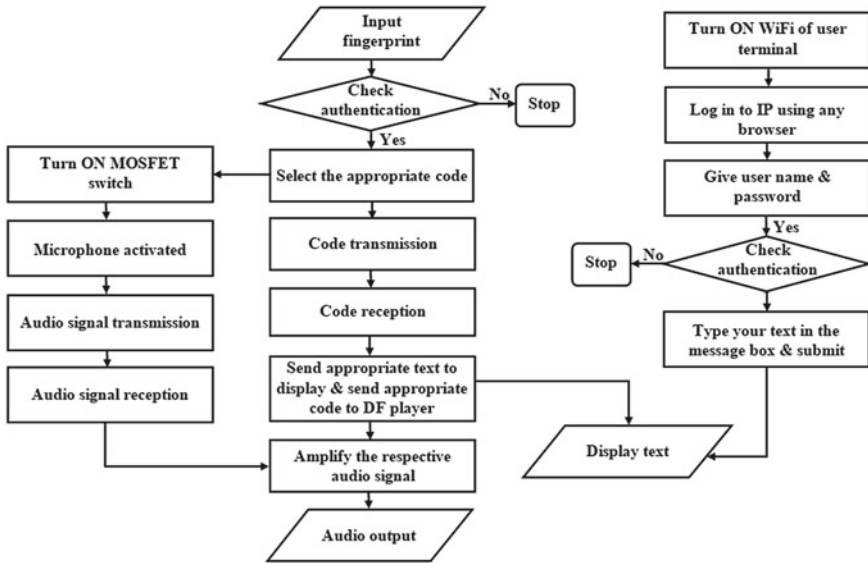 Input
fingerprint
Check
authentication
No
Stop
Yes
Select the appropriate code
Turn ON MOSFET
switch
Microphone activated
Audio signal transmission
Audio signal reception
Code transmission
Code reception
Send appropriate text to
display & send appropriate
code to DF player
Amplify the respective
audio signal
Audio output
Turn ON WiFi of user
terminal
Log in to IP using any
browser
Give user name &
password
Yes
Check
authentication
No
Stop
Type your text in the
message box & submit
Display text